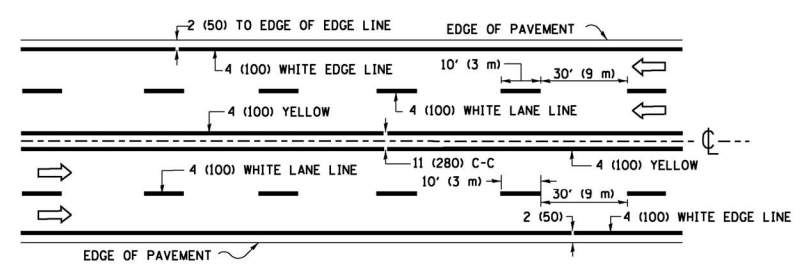 2 (50) TO EDGE OF EDGE LINE
EDGE OF PAVEMENT
4 (100) WHITE EDGE LINE
10' (3 m)
30' (9 m)
4 (100) YELLOW
4 (100) WHITE LANE LINE
℄
4 (100) WHITE LANE LINE
11 (280) C-C
4 (100) YELLOW
10' (3 m)
30' (9 m)
2 (50)
4 (100) WHITE EDGE LINE
EDGE OF PAVEMENT